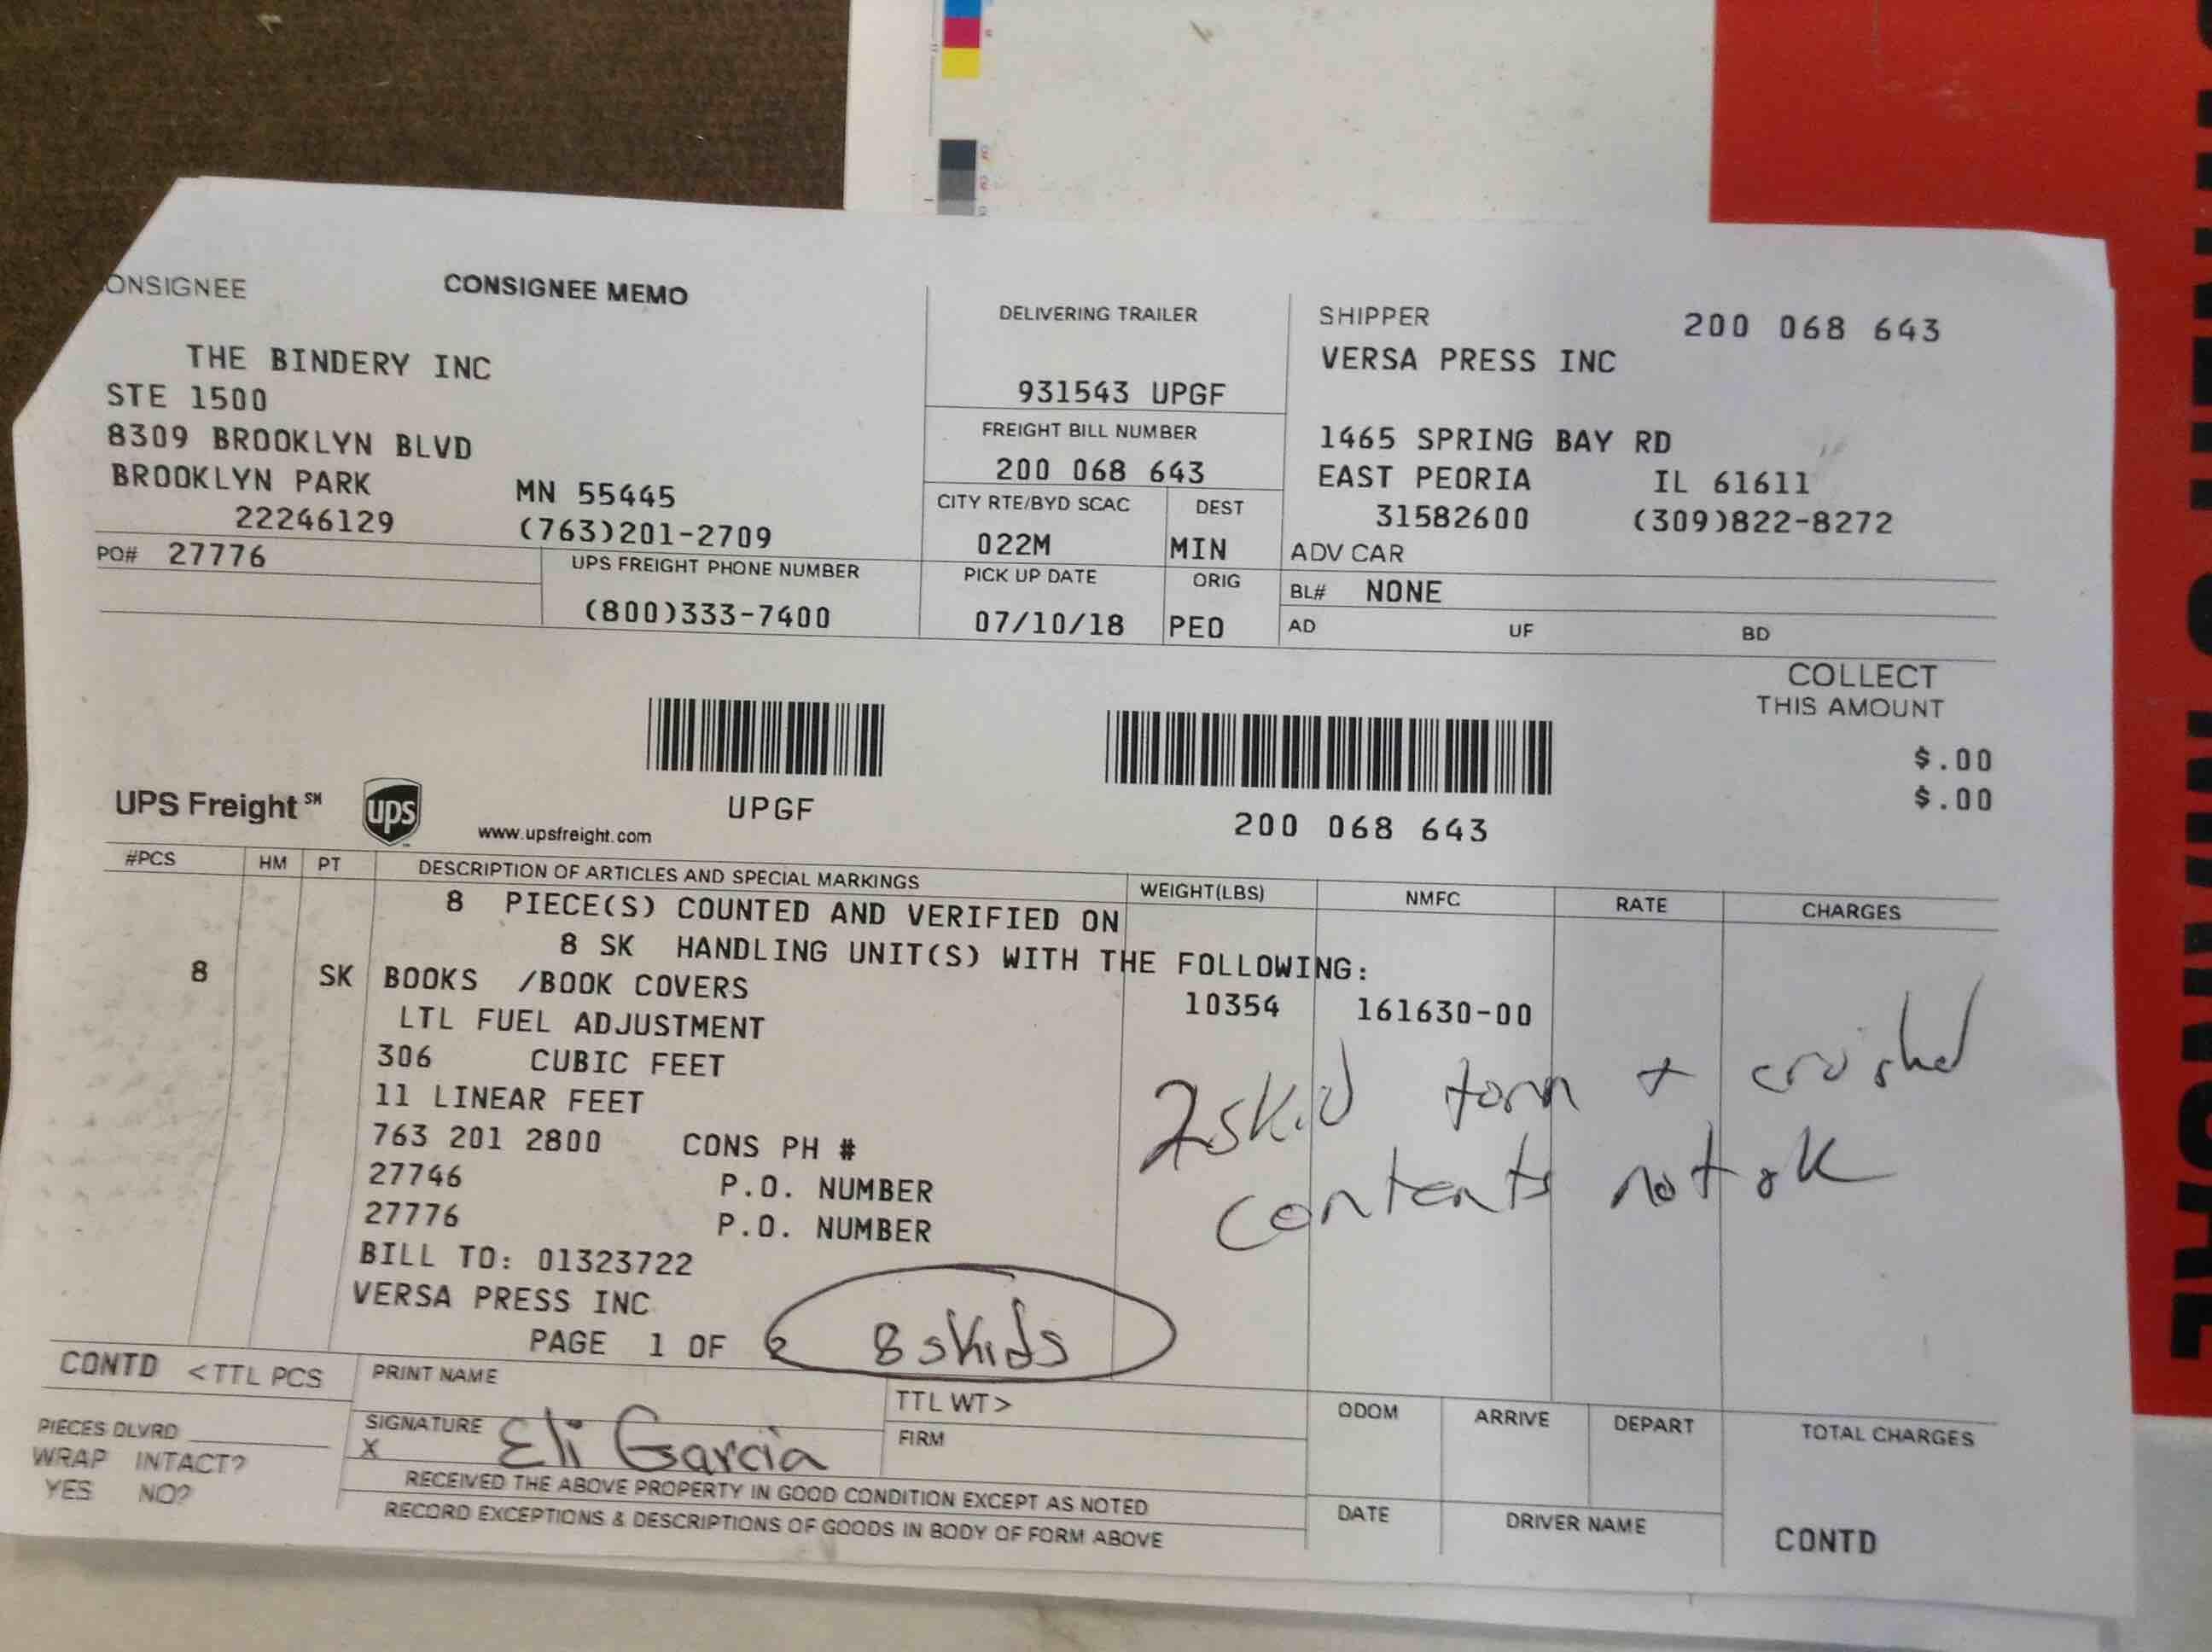 ONSIGNEE
CONSIGNEE MEMO
THE BINDERY INC
STE 1500
8309 BROOKLYN BLVD
BROOKLYN PARK MN 55445
22246129 (763)201-2709
PO# 27776
UPS FREIGHT PHONE NUMBER
(800)333-7400
DELIVERING TRAILER
931543 UPGF
FREIGHT BILL NUMBER
200 068 643
CITY RTE/BYD SCAC DEST
022M MIN
PICK UP DATE ORIG
07/10/18 PEO
SHIPPER 200 068 643
VERSA PRESS INC
1465 SPRING BAY RD
EAST PEORIA IL 61611
31582600 (309)822-8272
ADV CAR
BL# NONE
AD UF BD
COLLECT
THIS AMOUNT
$.00
$.00
UPS Freight SM
ups
www.upsfreight.com
UPGF
200 068 643
#PCS HM PT DESCRIPTION OF ARTICLES AND SPECIAL MARKINGS WEIGHT(LBS) NMFC RATE CHARGES
8 PIECE(S) COUNTED AND VERIFIED ON
8 SK HANDLING UNIT(S) WITH THE FOLLOWING:
8 SK BOOKS /BOOK COVERS 10354 161630-00
LTL FUEL ADJUSTMENT
306 CUBIC FEET
11 LINEAR FEET
763 201 2800 CONS PH #
27746 P.O. NUMBER
27776 P.O. NUMBER
BILL TO: 01323722
VERSA PRESS INC
PAGE 1 OF 2
2 skid torn + crushed
contents not ok
8 skids
CONTD <TTL PCS
PRINT NAME
TTL WT>
PIECES DLVRD
WRAP INTACT?
YES NO?
SIGNATURE
X Eli Garcia
FIRM
RECEIVED THE ABOVE PROPERTY IN GOOD CONDITION EXCEPT AS NOTED
RECORD EXCEPTIONS & DESCRIPTIONS OF GOODS IN BODY OF FORM ABOVE
ODOM ARRIVE DEPART
TOTAL CHARGES
DATE DRIVER NAME
CONTD